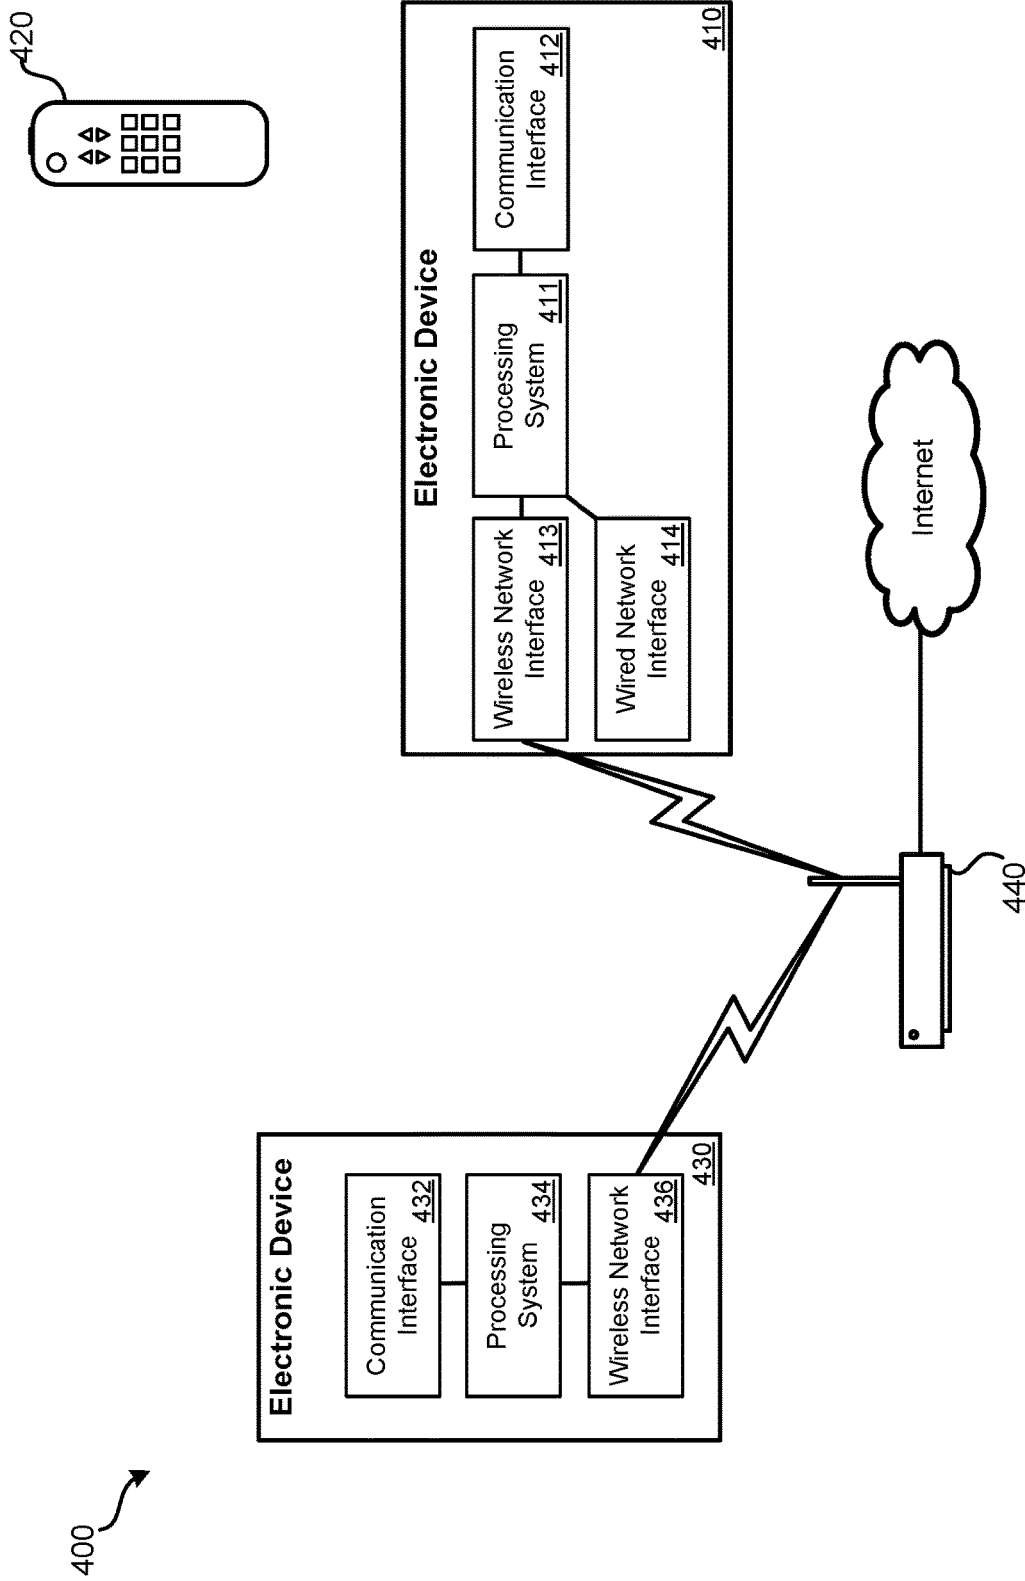 400
Electronic Device
Communication
Interface
432
Processing
System
434
Wireless Network
Interface
436
430
Electronic Device
Wireless Network
Interface
413
Processing
System
411
Communication
Interface
412
Wired Network
Interface
414
410
420
440
Internet